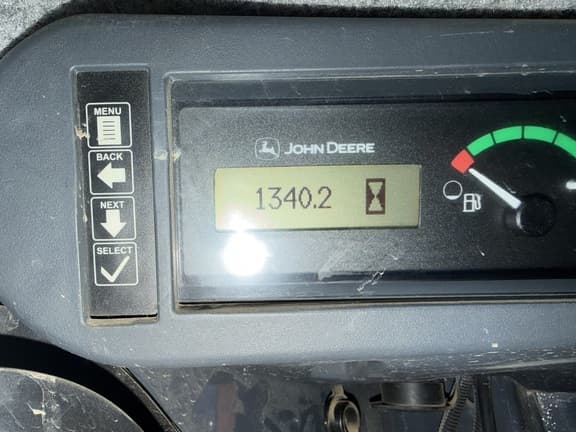 MENU
BACK
NEXT
SELECT
JOHN DEERE
1340.2